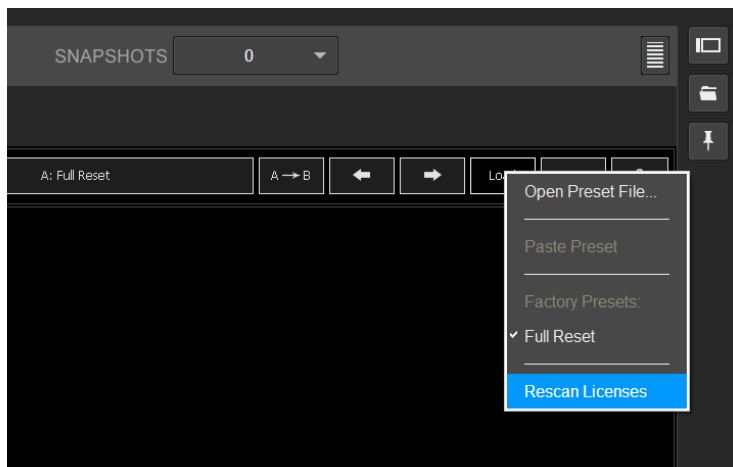 SNAPSHOTS 0
A: Full Reset A→B
Open Preset File...
Paste Preset
Factory Presets:
Full Reset
Rescan Licenses